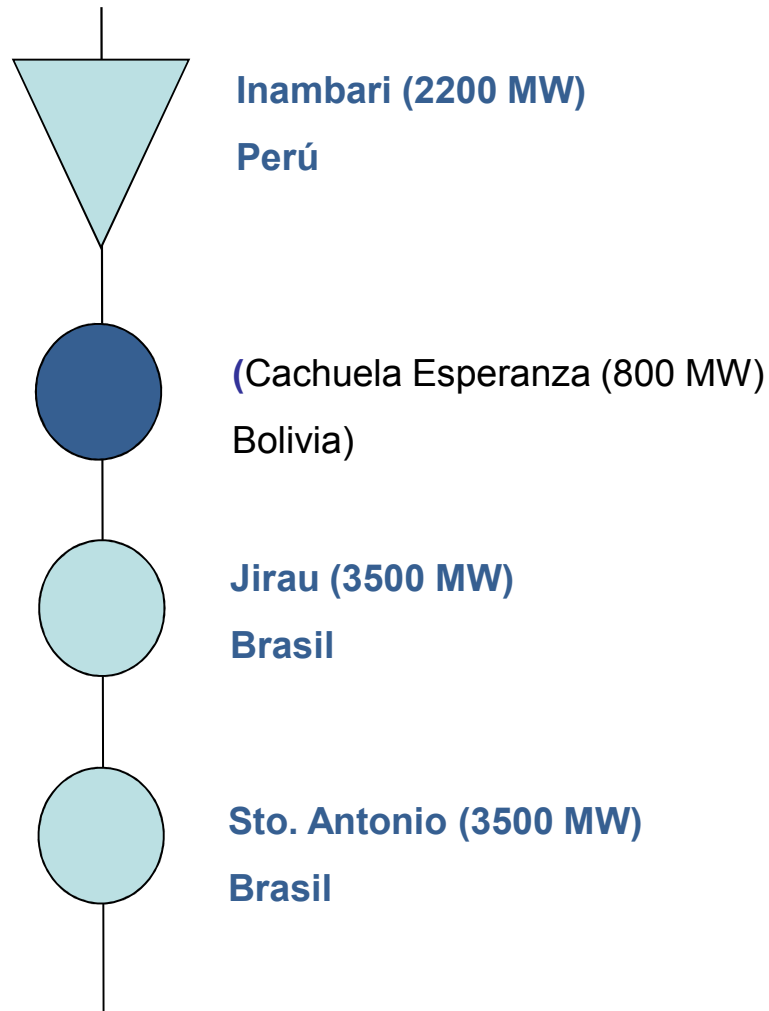 Inambari (2200 MW)
Perú
(Cachuela Esperanza (800 MW)
Bolivia)
Jirau (3500 MW)
Brasil
Sto. Antonio (3500 MW)
Brasil